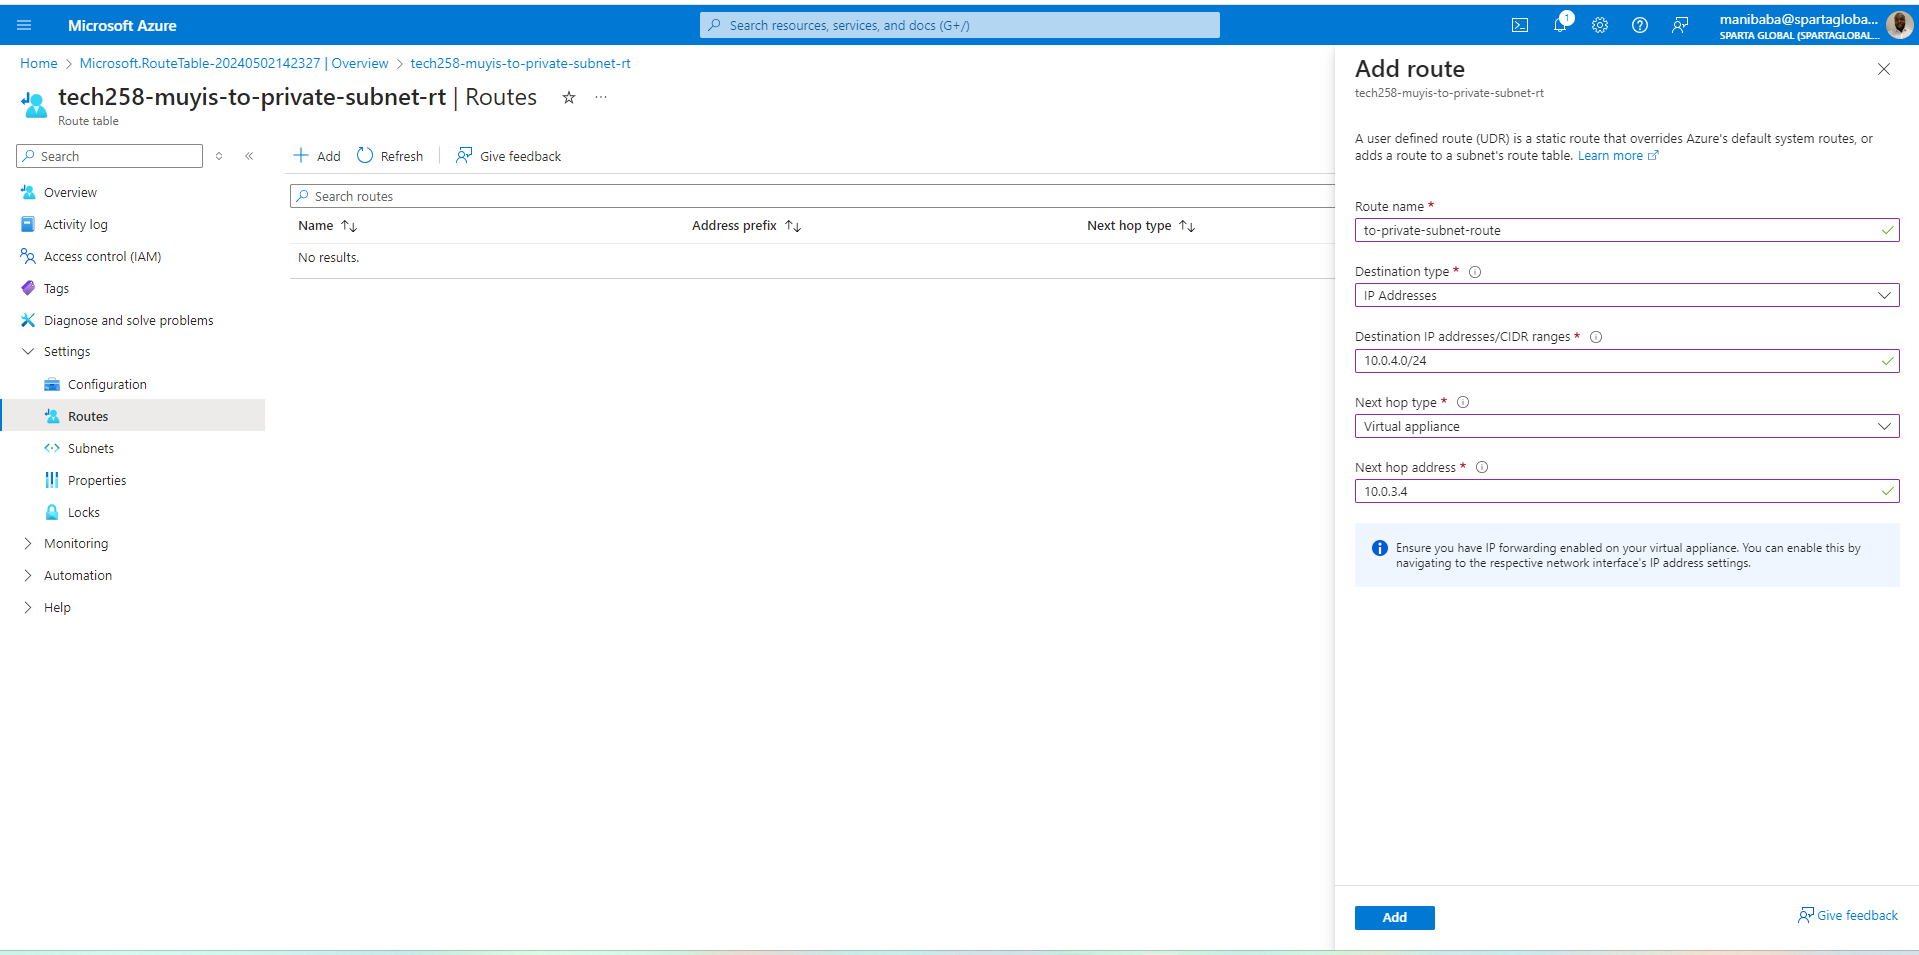 Microsoft Azure
Search resources, services, and docs (G+/)
1
manibaba@spartagloba...
SPARTA GLOBAL (SPARTAGLOBAL...
Home > Microsoft.RouteTable-20240502142327 | Overview > tech258-muyis-to-private-subnet-rt
tech258-muyis-to-private-subnet-rt | Routes
Route table
Search
Overview
Activity log
Access control (IAM)
Tags
Diagnose and solve problems
Settings
Configuration
Routes
Subnets
Properties
Locks
Monitoring
Automation
Help
Add Refresh Give feedback
Search routes
Name Address prefix Next hop type
No results.
Add route
tech258-muyis-to-private-subnet-rt
A user defined route (UDR) is a static route that overrides Azure's default system routes, or
adds a route to a subnet's route table. Learn more
Route name *
to-private-subnet-route
Destination type *
IP Addresses
Destination IP addresses/CIDR ranges *
10.0.4.0/24
Next hop type *
Virtual appliance
Next hop address *
10.0.3.4
Ensure you have IP forwarding enabled on your virtual appliance. You can enable this by
navigating to the respective network interface's IP address settings.
Add
Give feedback